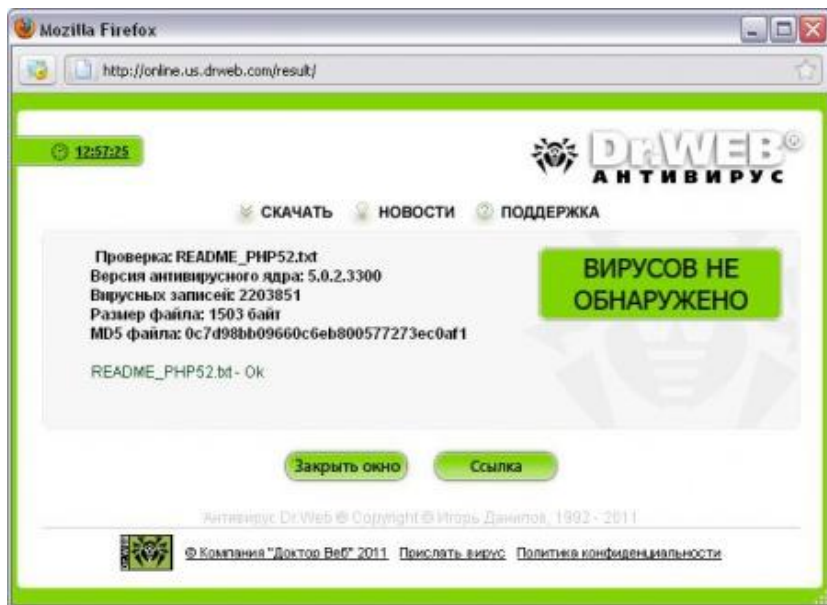 Mozilla Firefox
http://online.us.drweb.com/result/
12:57:25
Dr.WEB®
АНТИВИРУС
СКАЧАТЬ НОВОСТИ ПОДДЕРЖКА
Проверка: README_PHP52.txt
Версия антивирусного ядра: 5.0.2.3300
Вирусных записей: 2203851
Размер файла: 1503 байт
MD5 файла: 0c7d98bb09660c6eb800577273ec0af1
ВИРУСОВ НЕ
ОБНАРУЖЕНО
README_PHP52.txt - Ok
Закрыть окно Ссылка
Антивирус Dr.Web ® Copyright © Игорь Данилов, 1992 - 2011
DR.WEB
© Компания "Доктор Веб" 2011 Прислать вирус Политика конфиденциальности